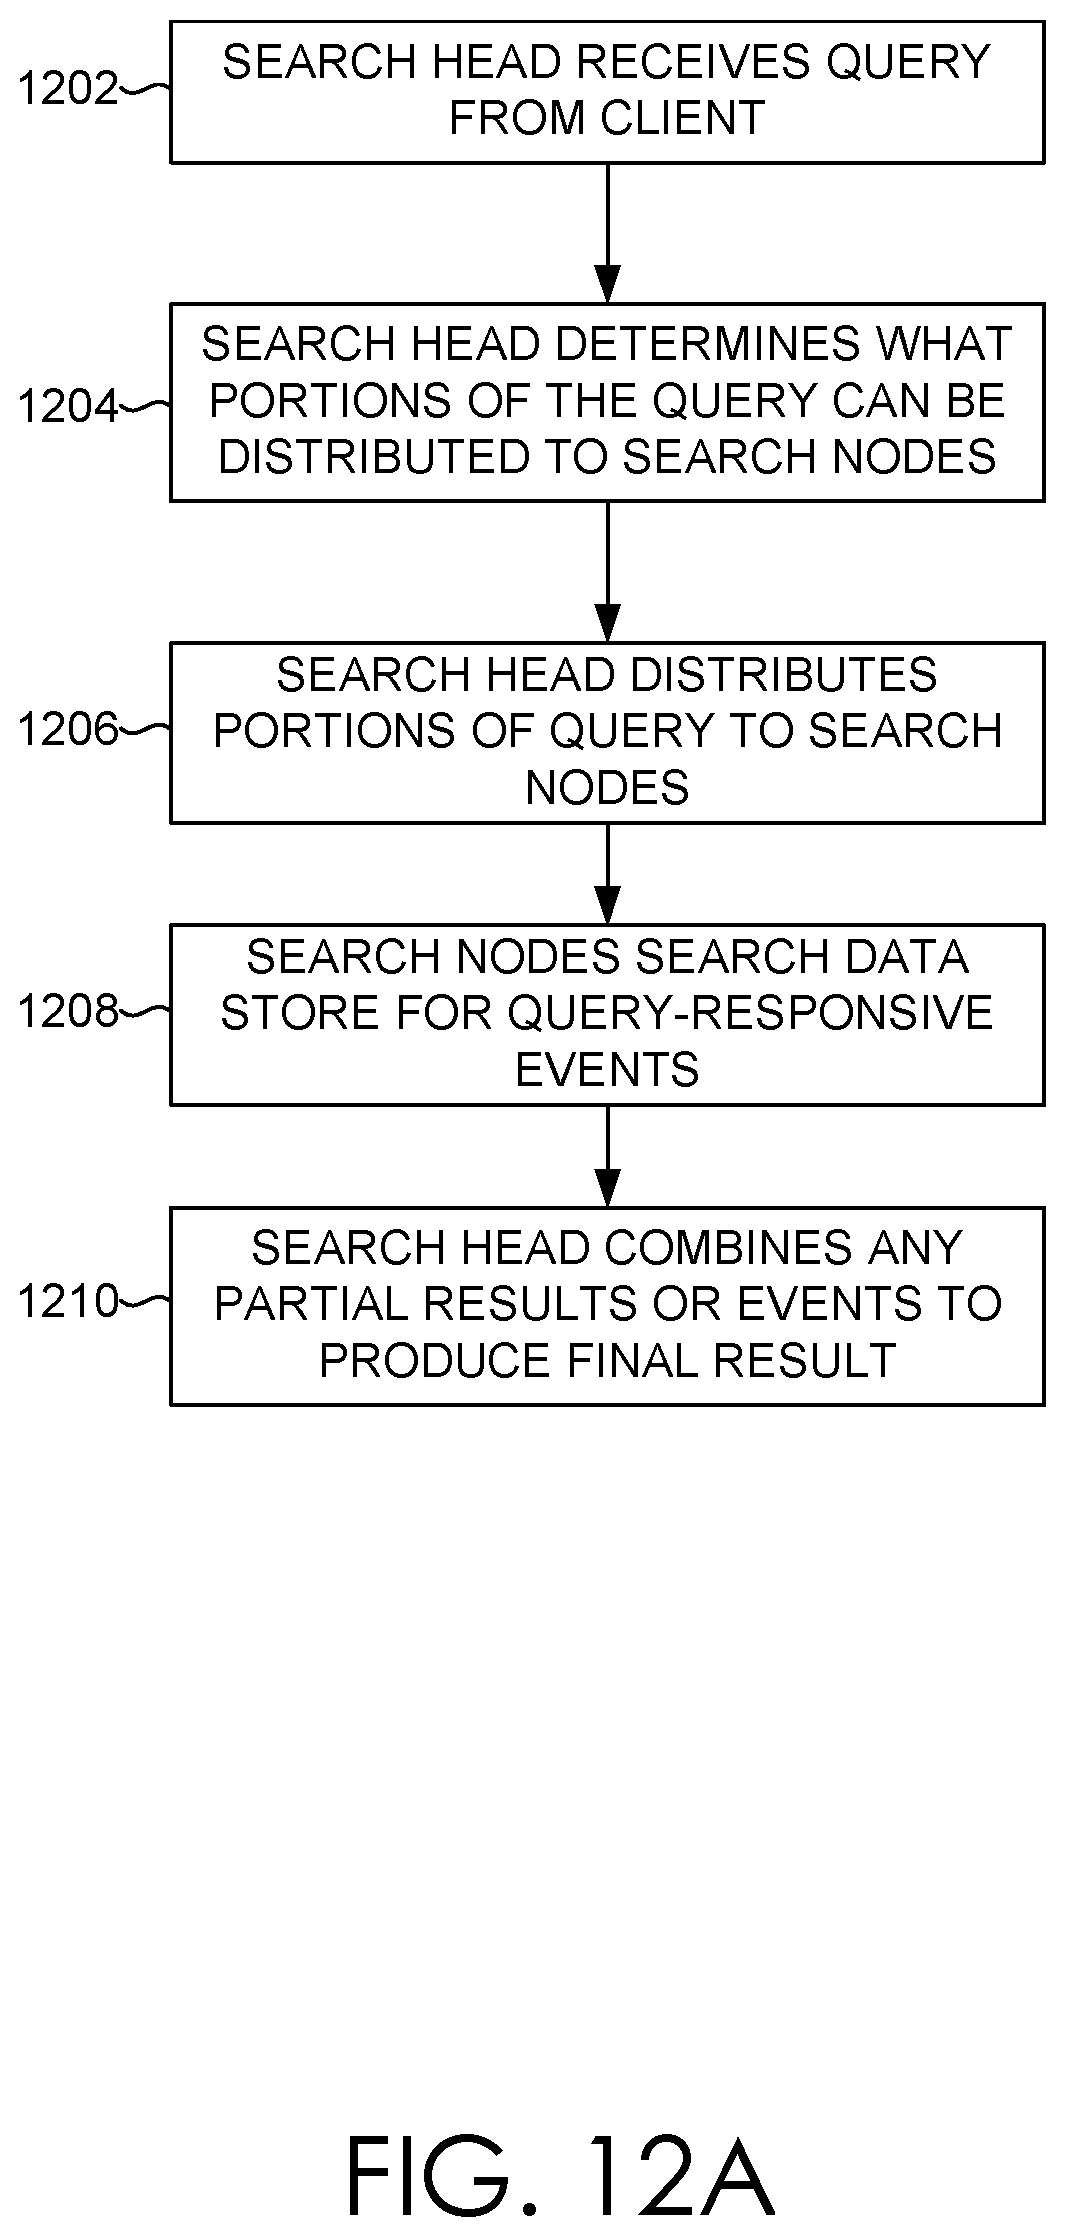 1202
SEARCH HEAD RECEIVES QUERY
FROM CLIENT
1204
SEARCH HEAD DETERMINES WHAT
PORTIONS OF THE QUERY CAN BE
DISTRIBUTED TO SEARCH NODES
1206
SEARCH HEAD DISTRIBUTES
PORTIONS OF QUERY TO SEARCH
NODES
1208
SEARCH NODES SEARCH DATA
STORE FOR QUERY-RESPONSIVE
EVENTS
1210
SEARCH HEAD COMBINES ANY
PARTIAL RESULTS OR EVENTS TO
PRODUCE FINAL RESULT
FIG. 12A